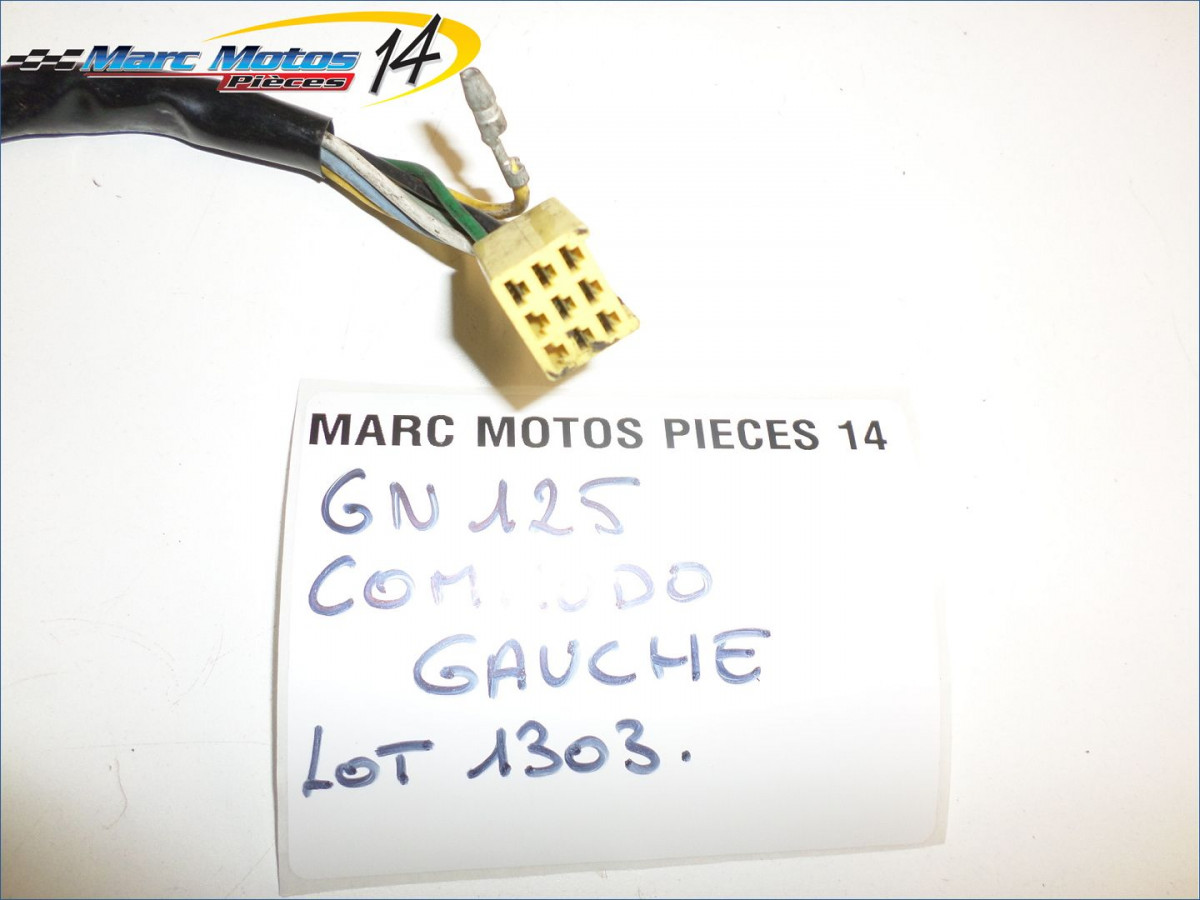 Marc Motos 14
Pièces
MARC MOTOS PIECES 14
GN 125
GAUCHE
LOT 1303.